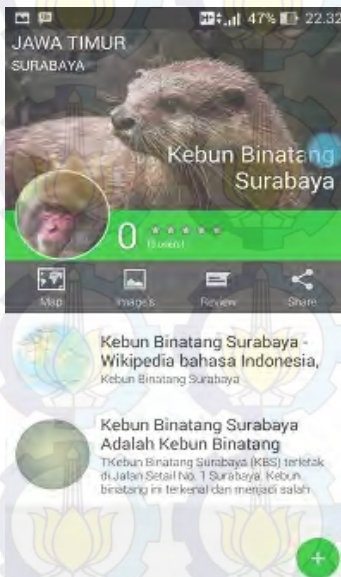 47% 22.32
JAWA TIMUR
SURABAYA
Kebun Binatang
Surabaya
0
Map
Images
Review
Share
Kebun Binatang Surabaya -
Wikipedia bahasa Indonesia,
Kebun Binatang Surabaya
Kebun Binatang Surabaya
Adalah Kebun Binatang
TKebun Binatang Surabaya (KBS) terletak
di Jalan Setail No. 1 Surabaya. Kebun
binatang ini terkenal dan menjadi salah
+